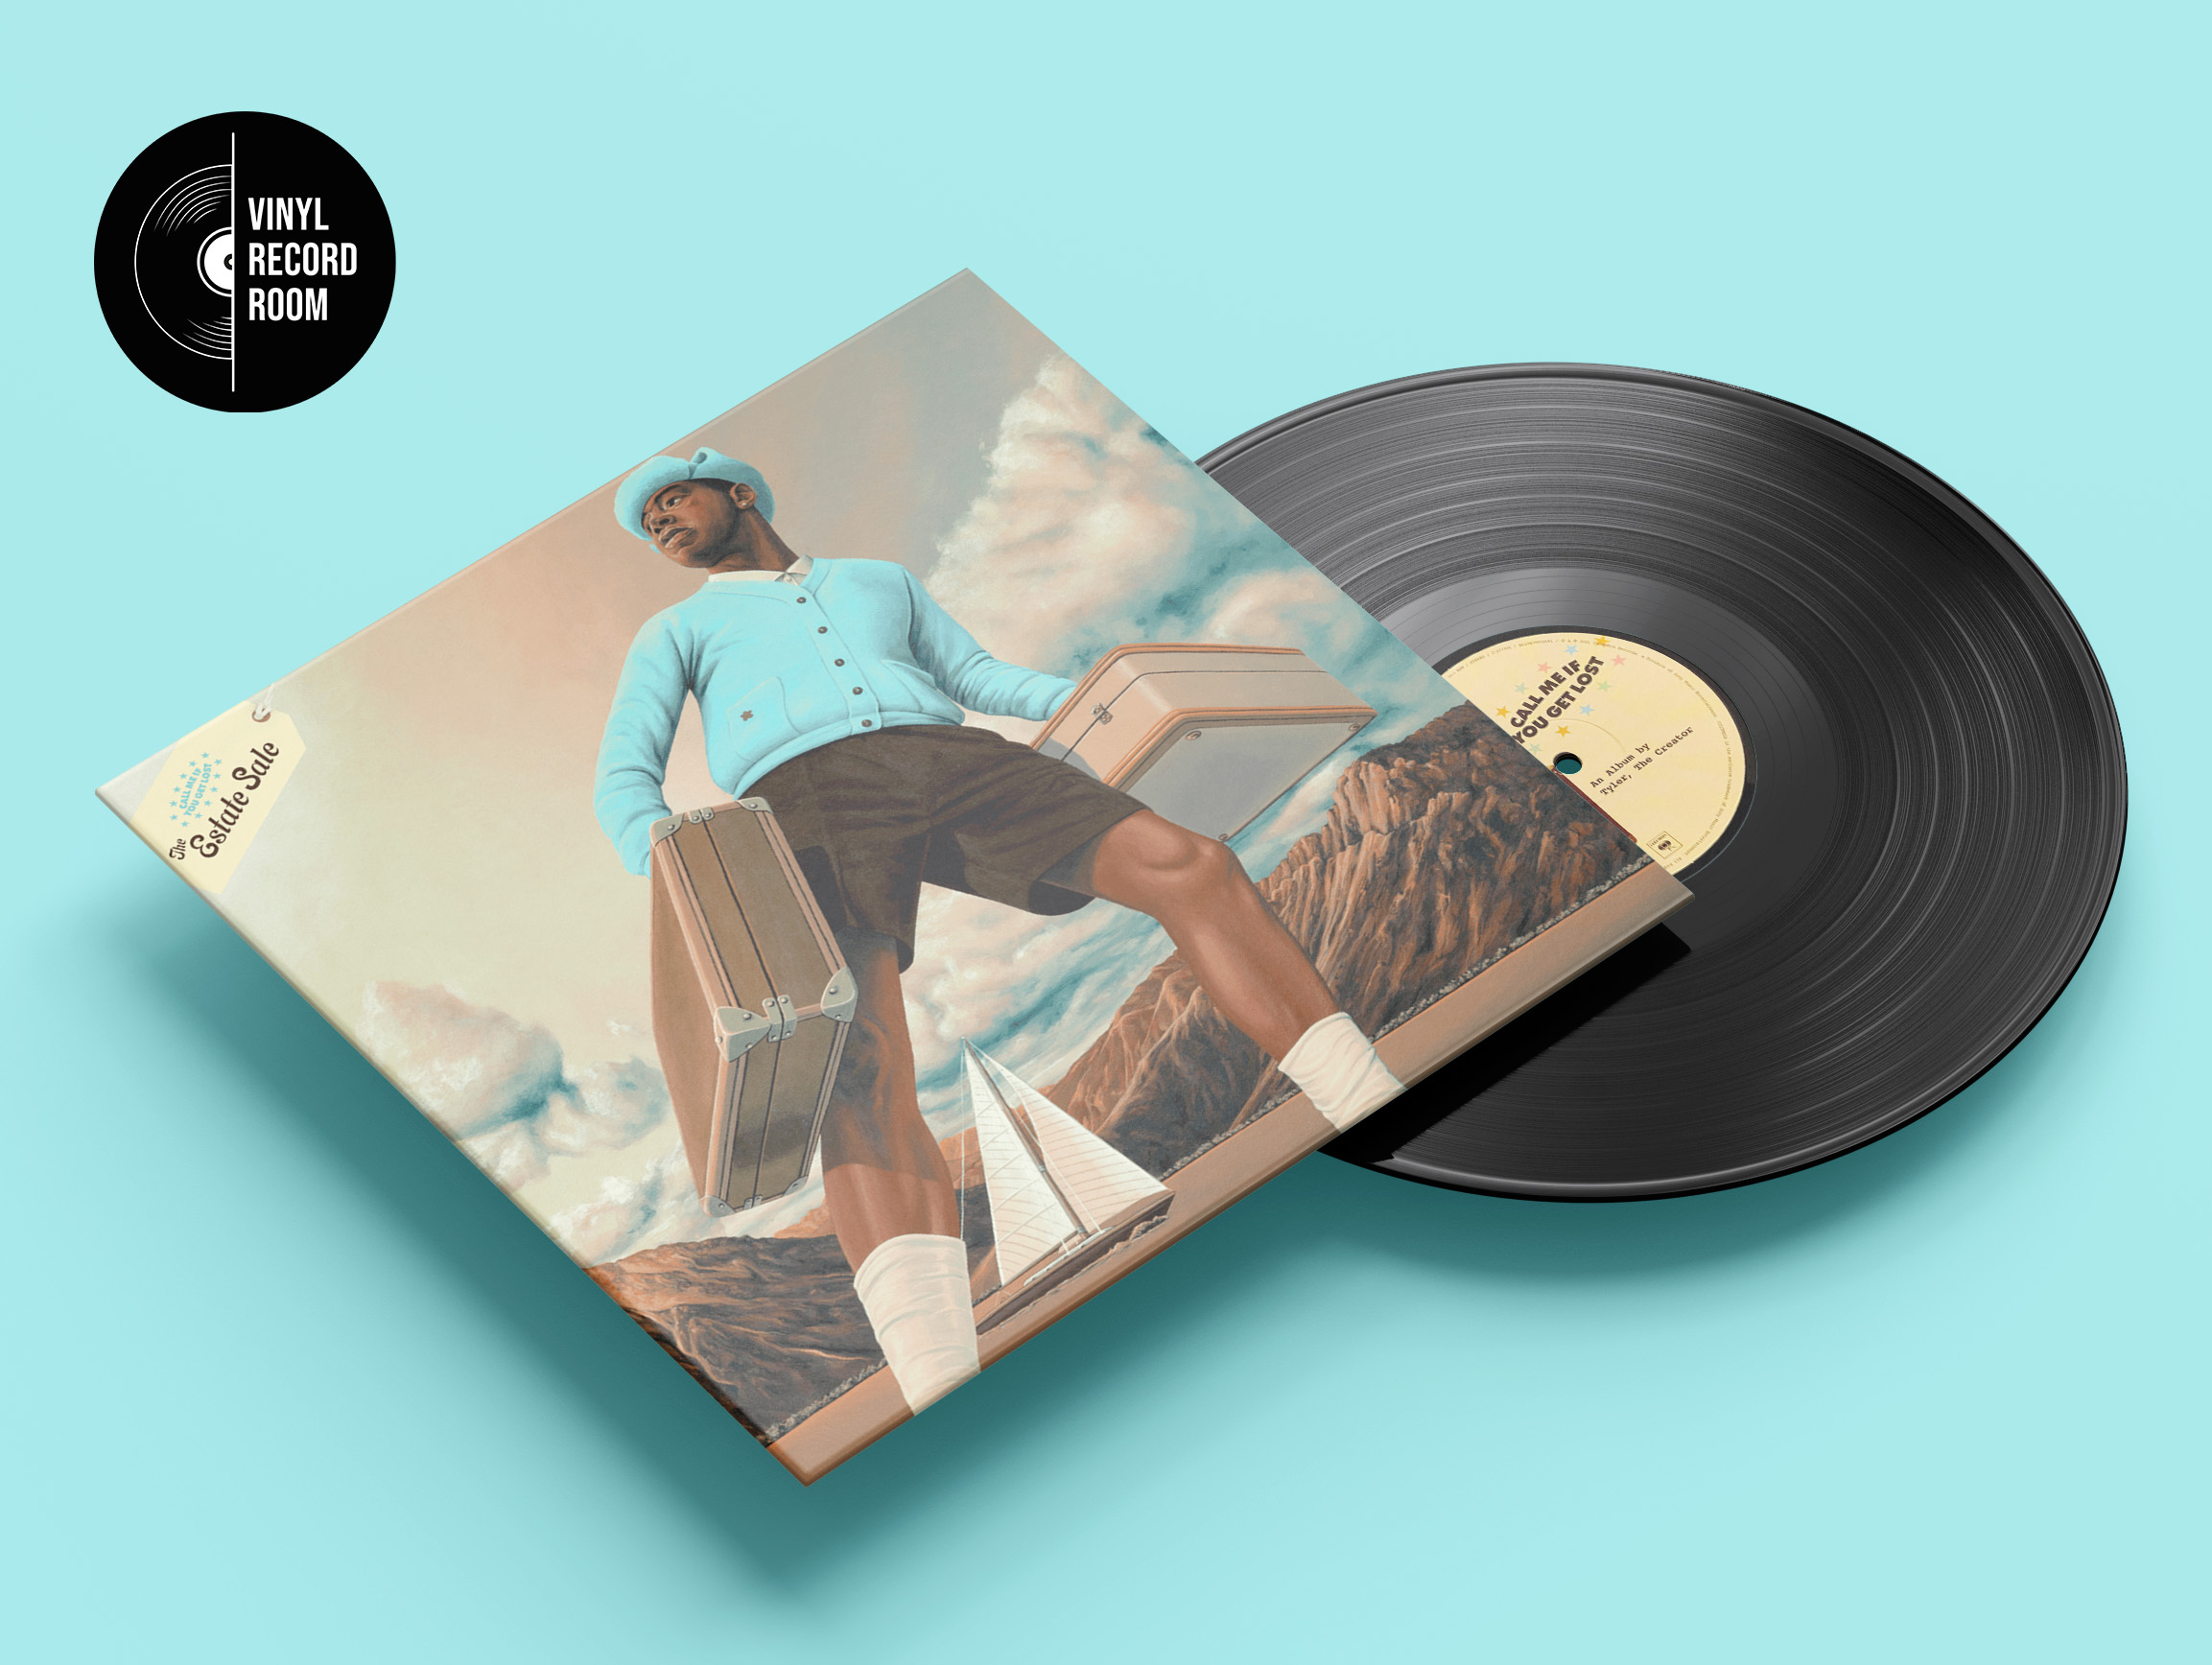 VINYL
RECORD
ROOM
CALL ME IF
YOU GET LOST
The
Estate Sale
CALL ME IF
YOU GET LOST
An Album by
Tyler, The Creator